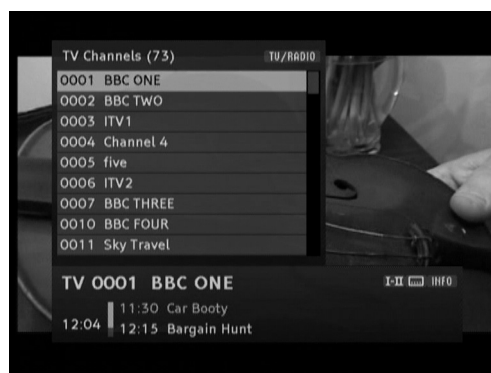 TV Channels (73) TV/RADIO
0001 BBC ONE
0002 BBC TWO
0003 ITV1
0004 Channel 4
0005 five
0006 ITV2
0007 BBC THREE
0010 BBC FOUR
0011 Sky Travel
TV 0001 BBC ONE I-II INFO
11:30 Car Booty
12:04 12:15 Bargain Hunt